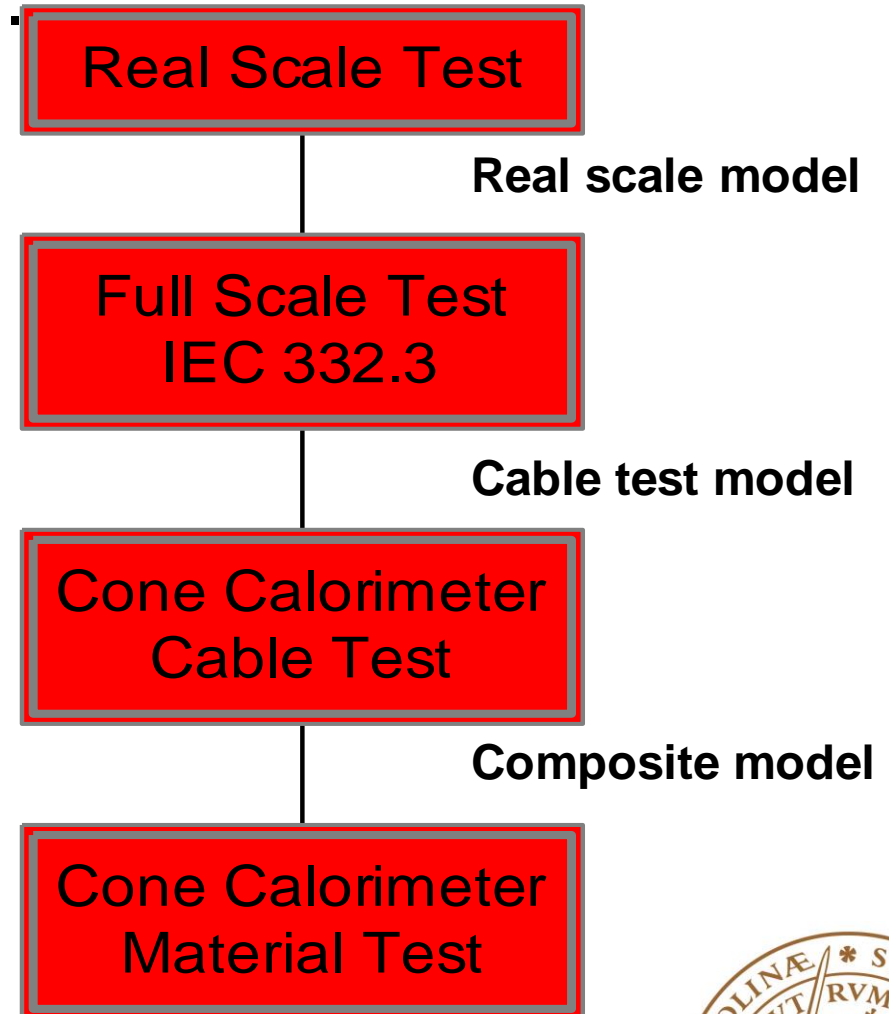 Real Scale Test
Real scale model
Full Scale Test
IEC 332.3
Cable test model
Cone Calorimeter
Cable Test
Composite model
Cone Calorimeter
Material Test